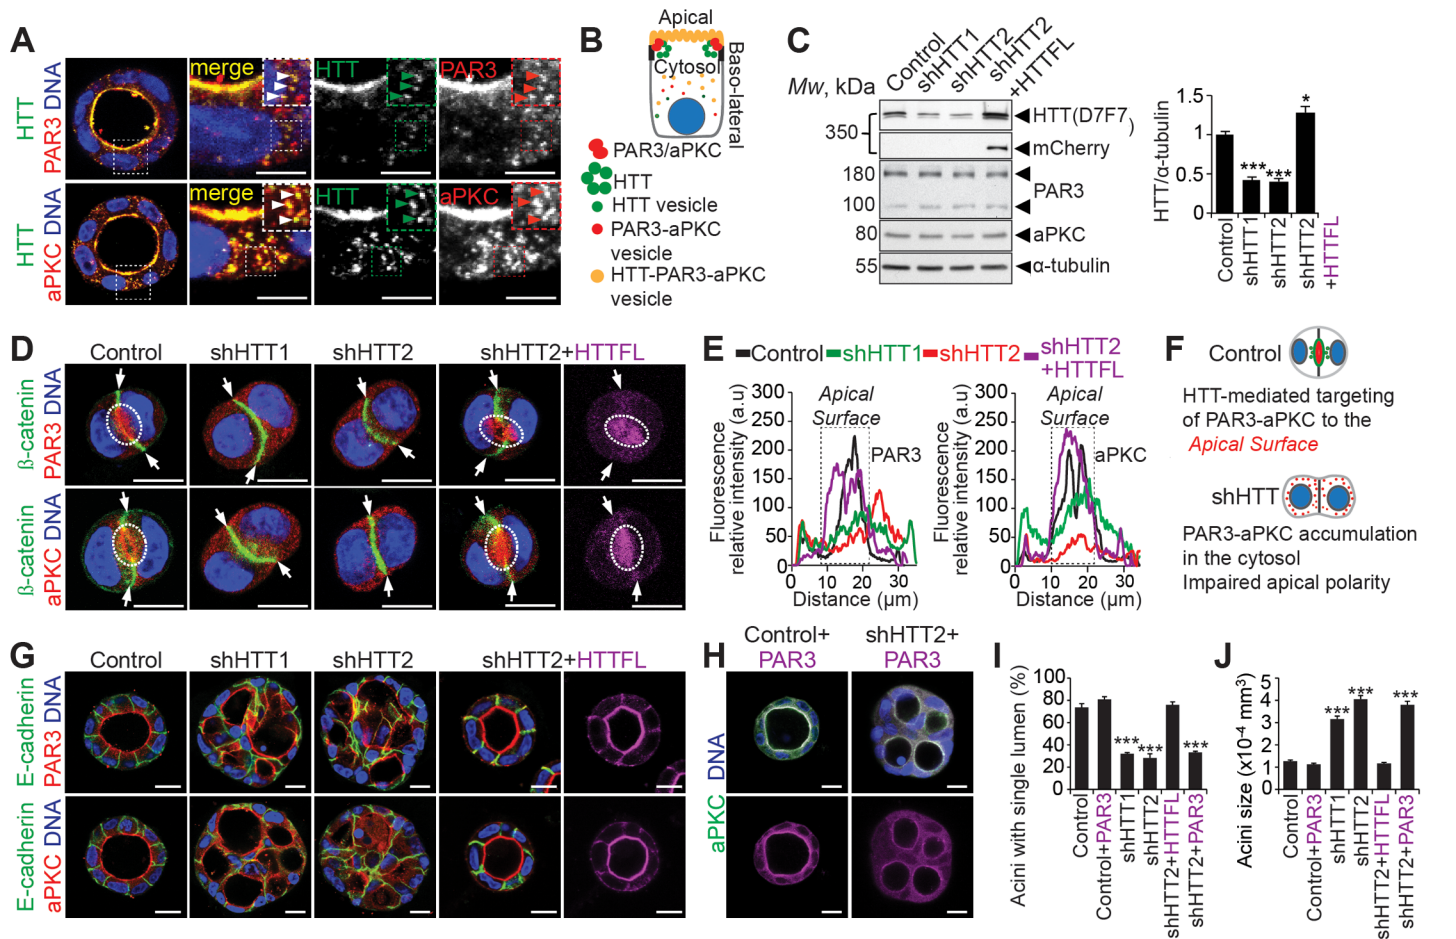 A
HTT
PAR3 DNA
merge
HTT
PAR3
HTT
aPKC DNA
merge
HTT
aPKC
B
Apical
Cytosol
Baso-lateral
PAR3/aPKC
HTT
HTT vesicle
PAR3-aPKC
vesicle
HTT-PAR3-aPKC
vesicle
C
Mw, kDa
Control
shHTT1
shHTT2
shHTT2
+HTTFL
350
HTT(D7F7)
mCherry
180
PAR3
100
80
aPKC
55
α-tubulin
HTT/α-tubulin
1.5
1
0.5
0
***
***
*
Control
shHTT1
shHTT2
shHTT2
+HTTFL
D
Control
shHTT1
shHTT2
shHTT2+HTTFL
ß-catenin
PAR3 DNA
ß-catenin
aPKC DNA
E
Control
shHTT1
shHTT2
shHTT2
+HTTFL
Fluorescence
relative intensity (a.u)
300
250
200
150
100
50
0
Apical
Surface
PAR3
0
10
20
30
Distance (µm)
Fluorescence
relative intensity (a.u)
300
250
200
150
100
50
0
Apical
Surface
aPKC
0
10
20
30
Distance (µm)
F
Control
HTT-mediated targeting
of PAR3-aPKC to the
Apical Surface
shHTT
PAR3-aPKC accumulation
in the cytosol
Impaired apical polarity
G
Control
shHTT1
shHTT2
shHTT2+HTTFL
E-cadherin
PAR3 DNA
E-cadherin
aPKC DNA
H
Control+
PAR3
shHTT2+
PAR3
DNA
aPKC
I
Acini with single lumen (%)
100
80
60
40
20
0
***
***
***
Control
Control+PAR3
shHTT1
shHTT2
shHTT2+HTTFL
shHTT2+PAR3
J
Acini size (x10⁻⁴ mm³)
5
4
3
2
1
0
***
***
***
Control
Control+PAR3
shHTT1
shHTT2
shHTT2+HTTFL
shHTT2+PAR3